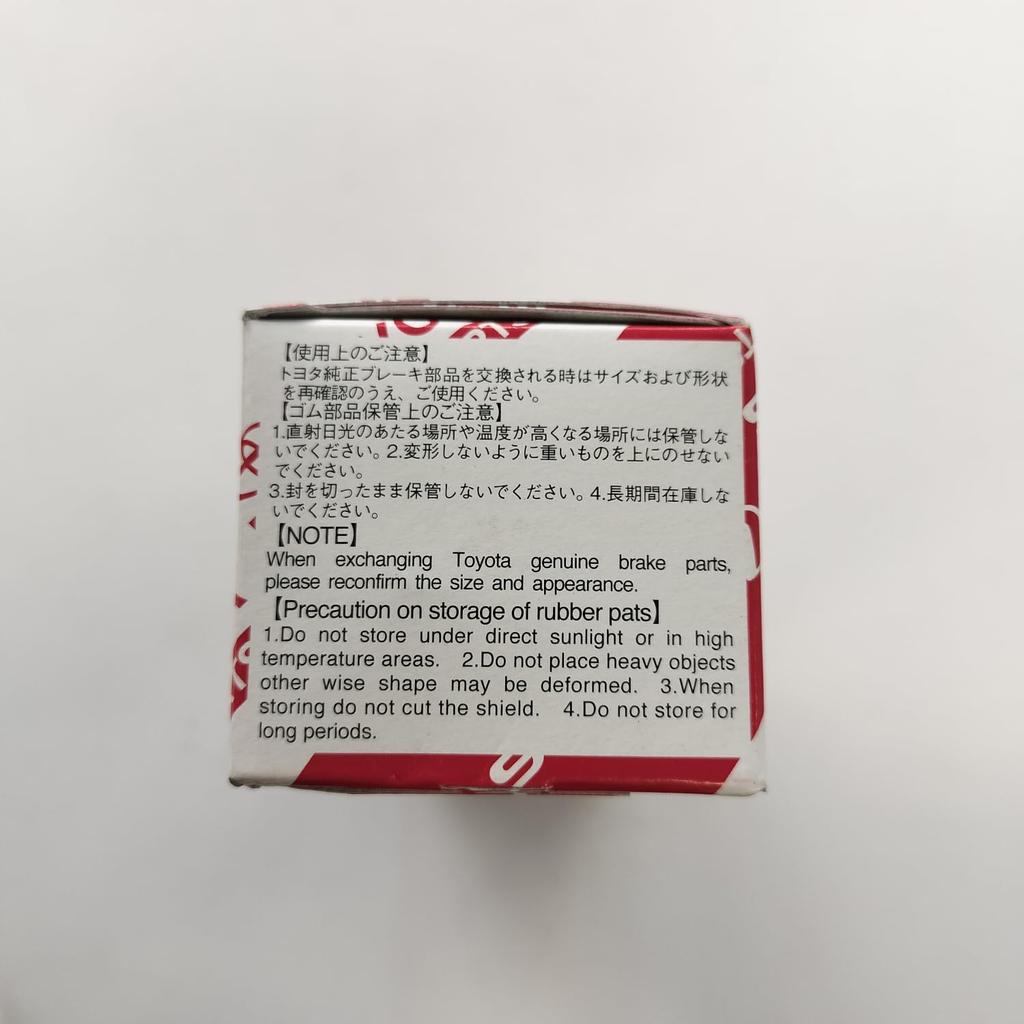 【使用上のご注意】
トヨタ純正ブレーキ部品を交換される時はサイズおよび形状
を再確認のうえ、ご使用ください。
【ゴム部品保管上のご注意】
1.直射日光のあたる場所や温度が高くなる場所には保管しな
いでください。2.変形しないように重いものを上にのせない
でください。
3.封を切ったまま保管しないでください。4.長期間在庫しな
いでください。
【NOTE】
When exchanging Toyota genuine brake parts,
please reconfirm the size and appearance.
【Precaution on storage of rubber pats】
1.Do not store under direct sunlight or in high
temperature areas. 2.Do not place heavy objects
other wise shape may be deformed. 3.When
storing do not cut the shield. 4.Do not store for
long periods.